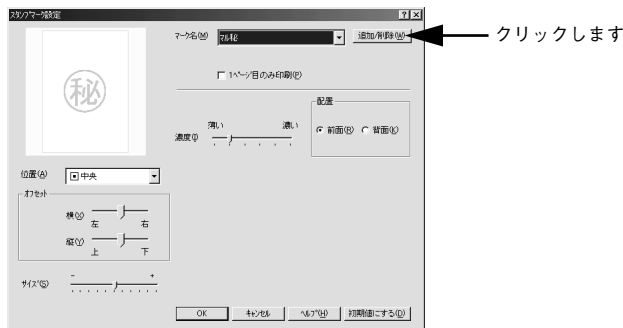 スタンプマーク設定
マーク名(M)
マル秘
追加/削除(W)
クリックします
1ページ目のみ印刷(P)
秘
濃度(I)
薄い
濃い
配置
前面(R)
背面(K)
位置(A)
中央
オフセット
横(X)
左
右
縦(Y)
上
下
サイズ(S)
-
+
OK
キャンセル
ヘルプ(H)
初期値にする(D)